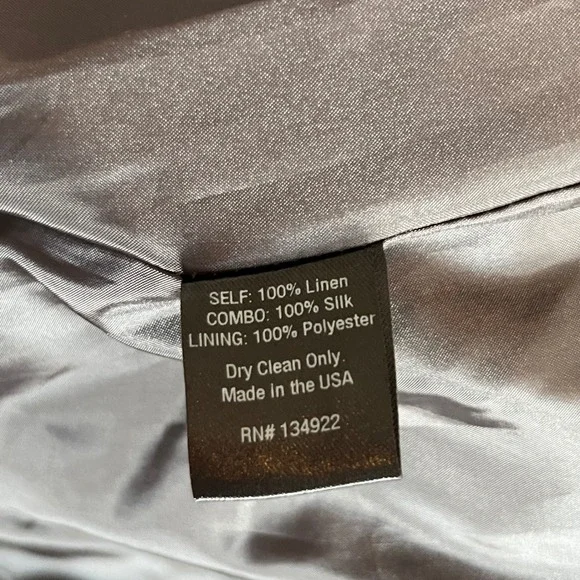 SELF: 100% Linen
COMBO: 100% Silk
LINING: 100% Polyester
Dry Clean Only.
Made in the USA
RN# 134922